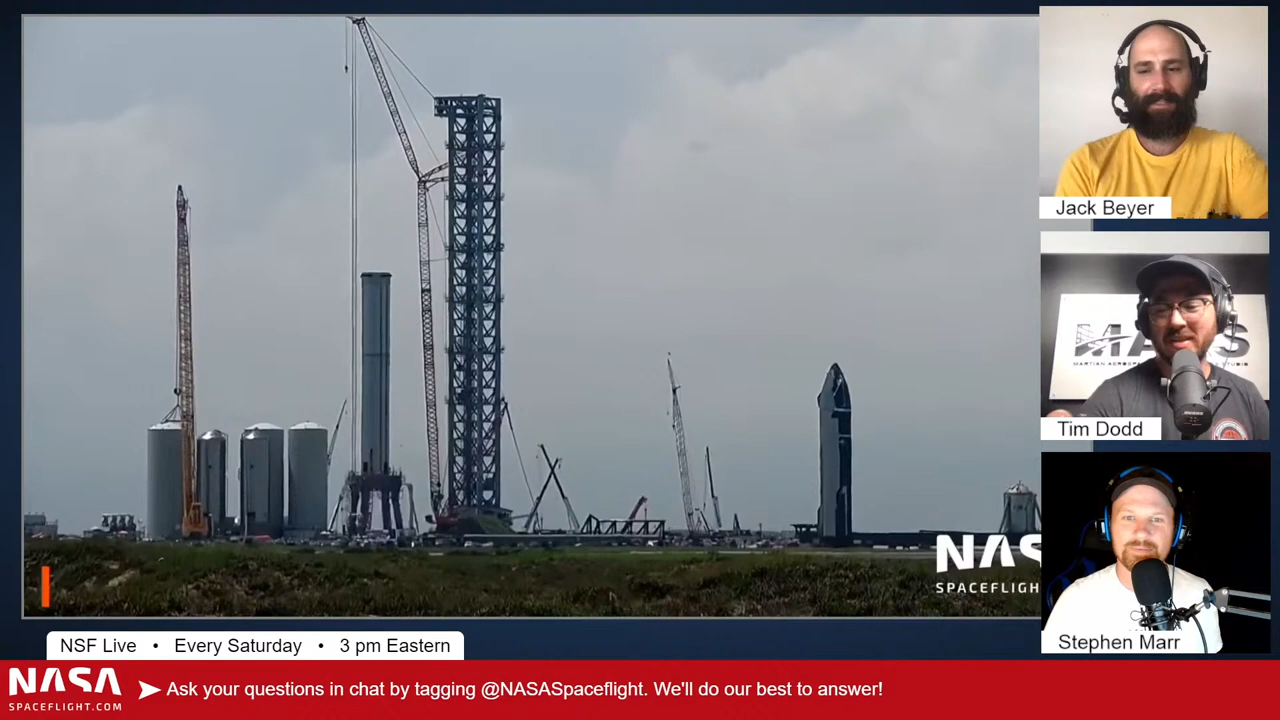 Jack Beyer
Tim Dodd
Stephen Marr
NASA
SPACEFLIGHT
NSF Live • Every Saturday • 3 pm Eastern
NASA
SPACEFLIGHT.COM
Ask your questions in chat by tagging @NASASpaceflight. We'll do our best to answer!